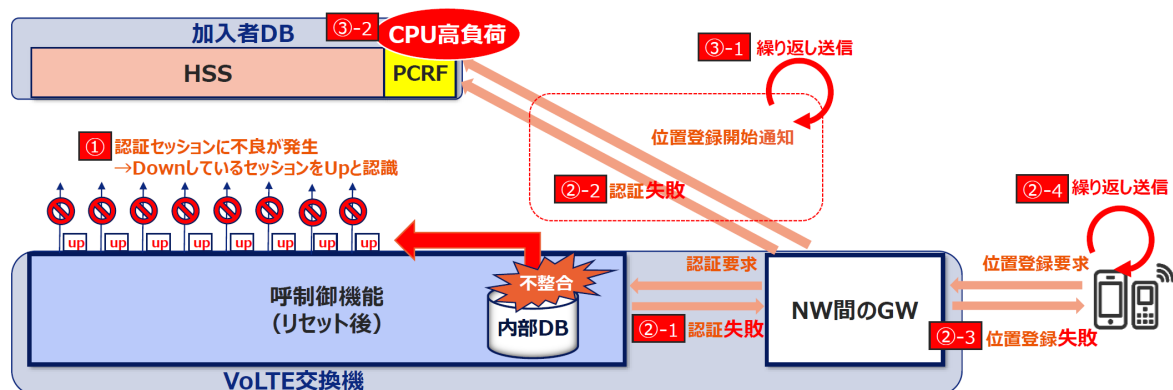 加入者DB
③-2
CPU高負荷
HSS
PCRF
③-1 繰り返し送信
位置登録開始通知
① 認証セッションに不良が発生
→DownしているセッションをUpと認識
②-2 認証失敗
②-4 繰り返し送信
up up up up up up up up
不整合
内部DB
呼制御機能
(リセット後)
認証要求
②-1 認証失敗
NW間のGW
位置登録要求
②-3 位置登録失敗
VoLTE交換機